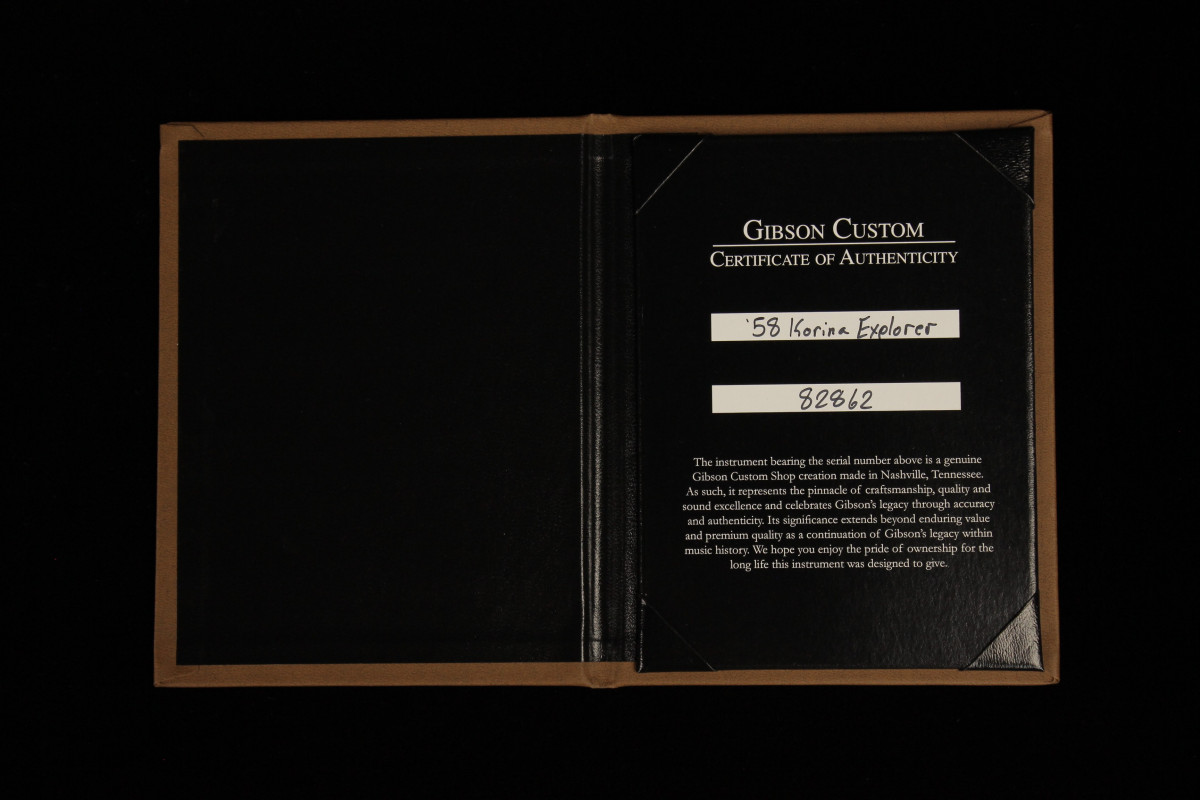 GIBSON CUSTOM
CERTIFICATE OF AUTHENTICITY
'58 Korina Explorer
82862
The instrument bearing the serial number above is a genuine
Gibson Custom Shop creation made in Nashville, Tennessee.
As such, it represents the pinnacle of craftsmanship, quality and
sound excellence and celebrates Gibson's legacy through accuracy
and authenticity. Its significance extends beyond enduring value
and premium quality as a continuation of Gibson's legacy within
music history. We hope you enjoy the pride of ownership for the
long life this instrument was designed to give.